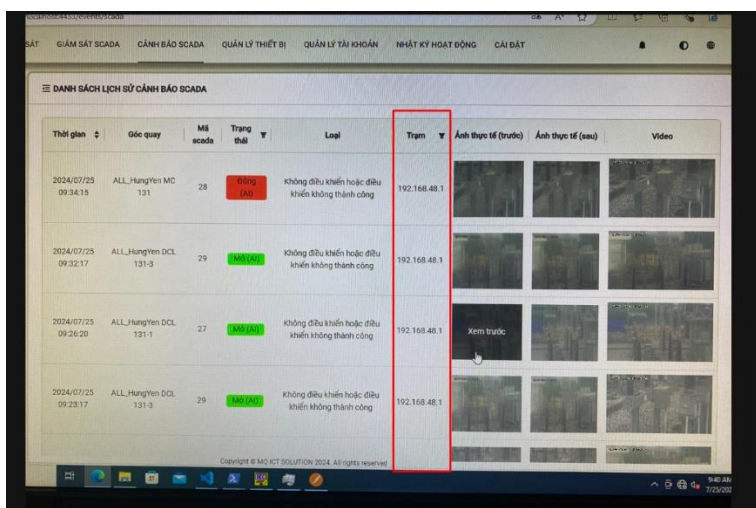 localhost:4433/events/scada
SÁT GIÁM SÁT SCADA CẢNH BÁO SCADA QUẢN LÝ THIẾT BỊ QUẢN LÝ TÀI KHOẢN NHẬT KÝ HOẠT ĐỘNG CÀI ĐẶT
DANH SÁCH LỊCH SỬ CẢNH BÁO SCADA
Thời gian Góc quay Mã scada Trạng thái Loại Trạm Ảnh thực tế (trước) Ảnh thực tế (sau) Video
2024/07/25 09:34:15 ALL_HungYen MC 131 28 Đóng (AI) Không điều khiển hoặc điều khiển không thành công 192.168.48.1
2024/07/25 09:32:17 ALL_HungYen DCL 131-3 29 Mở (AI) Không điều khiển hoặc điều khiển không thành công 192.168.48.1
2024/07/25 09:26:20 ALL_HungYen DCL 131-1 27 Mở (AI) Không điều khiển hoặc điều khiển không thành công 192.168.48.1 Xem trước
2024/07/25 09:23:17 ALL_HungYen DCL 131-3 29 Mở (AI) Không điều khiển hoặc điều khiển không thành công 192.168.48.1
Copyright © MQ ICT SOLUTION 2024. All rights reserved
9:40 AM
7/25/202